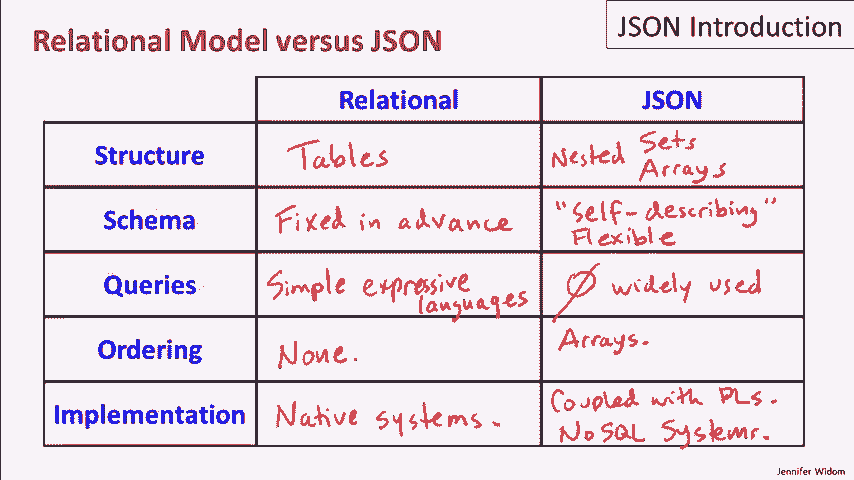 JSON Introduction
Relational Model versus JSON
Relational JSON
Structure Tables Nested Sets
Arrays
Schema Fixed in advance "Self-describing"
Flexible
Queries Simple expressive
languages ∅ widely used
Ordering None. Arrays.
Implementation Native systems. Coupled with PLs.
NoSQL Systems.
Jennifer Widom